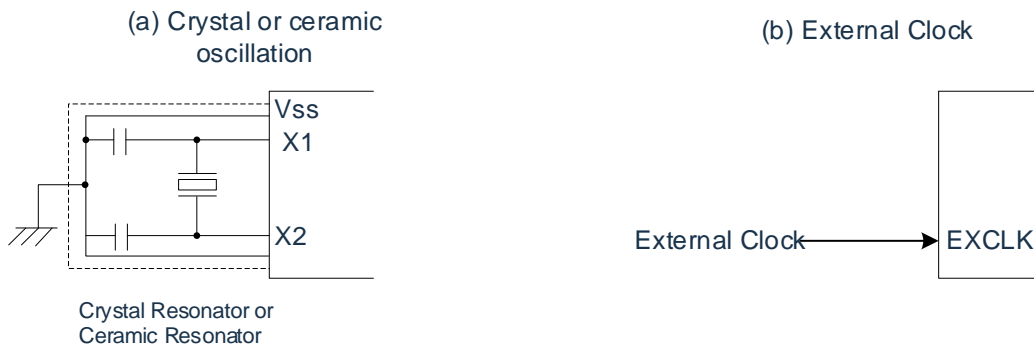 (a) Crystal or ceramic
oscillation
(b) External Clock
Vss
X1
X2
External Clock
EXCLK
Crystal Resonator or
Ceramic Resonator